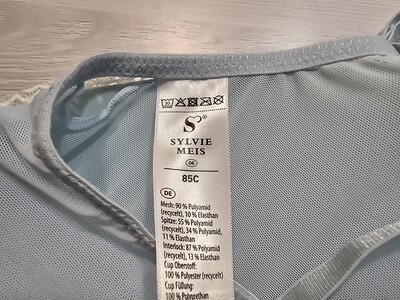 S®
SYLVIE
MEIS
DE
85C
DE
Mesh: 90 % Polyamid
(recycelt), 10 % Elasthan
Spitze: 55 % Polyamid
(recycelt), 34 % Polyamid,
11 % Elasthan
Interlock: 87 % Polyamid
(recycelt), 13 % Elasthan
Cup Oberstoff:
100 % Polyester (recycelt)
Cup Füllung:
100 % Polyurethan